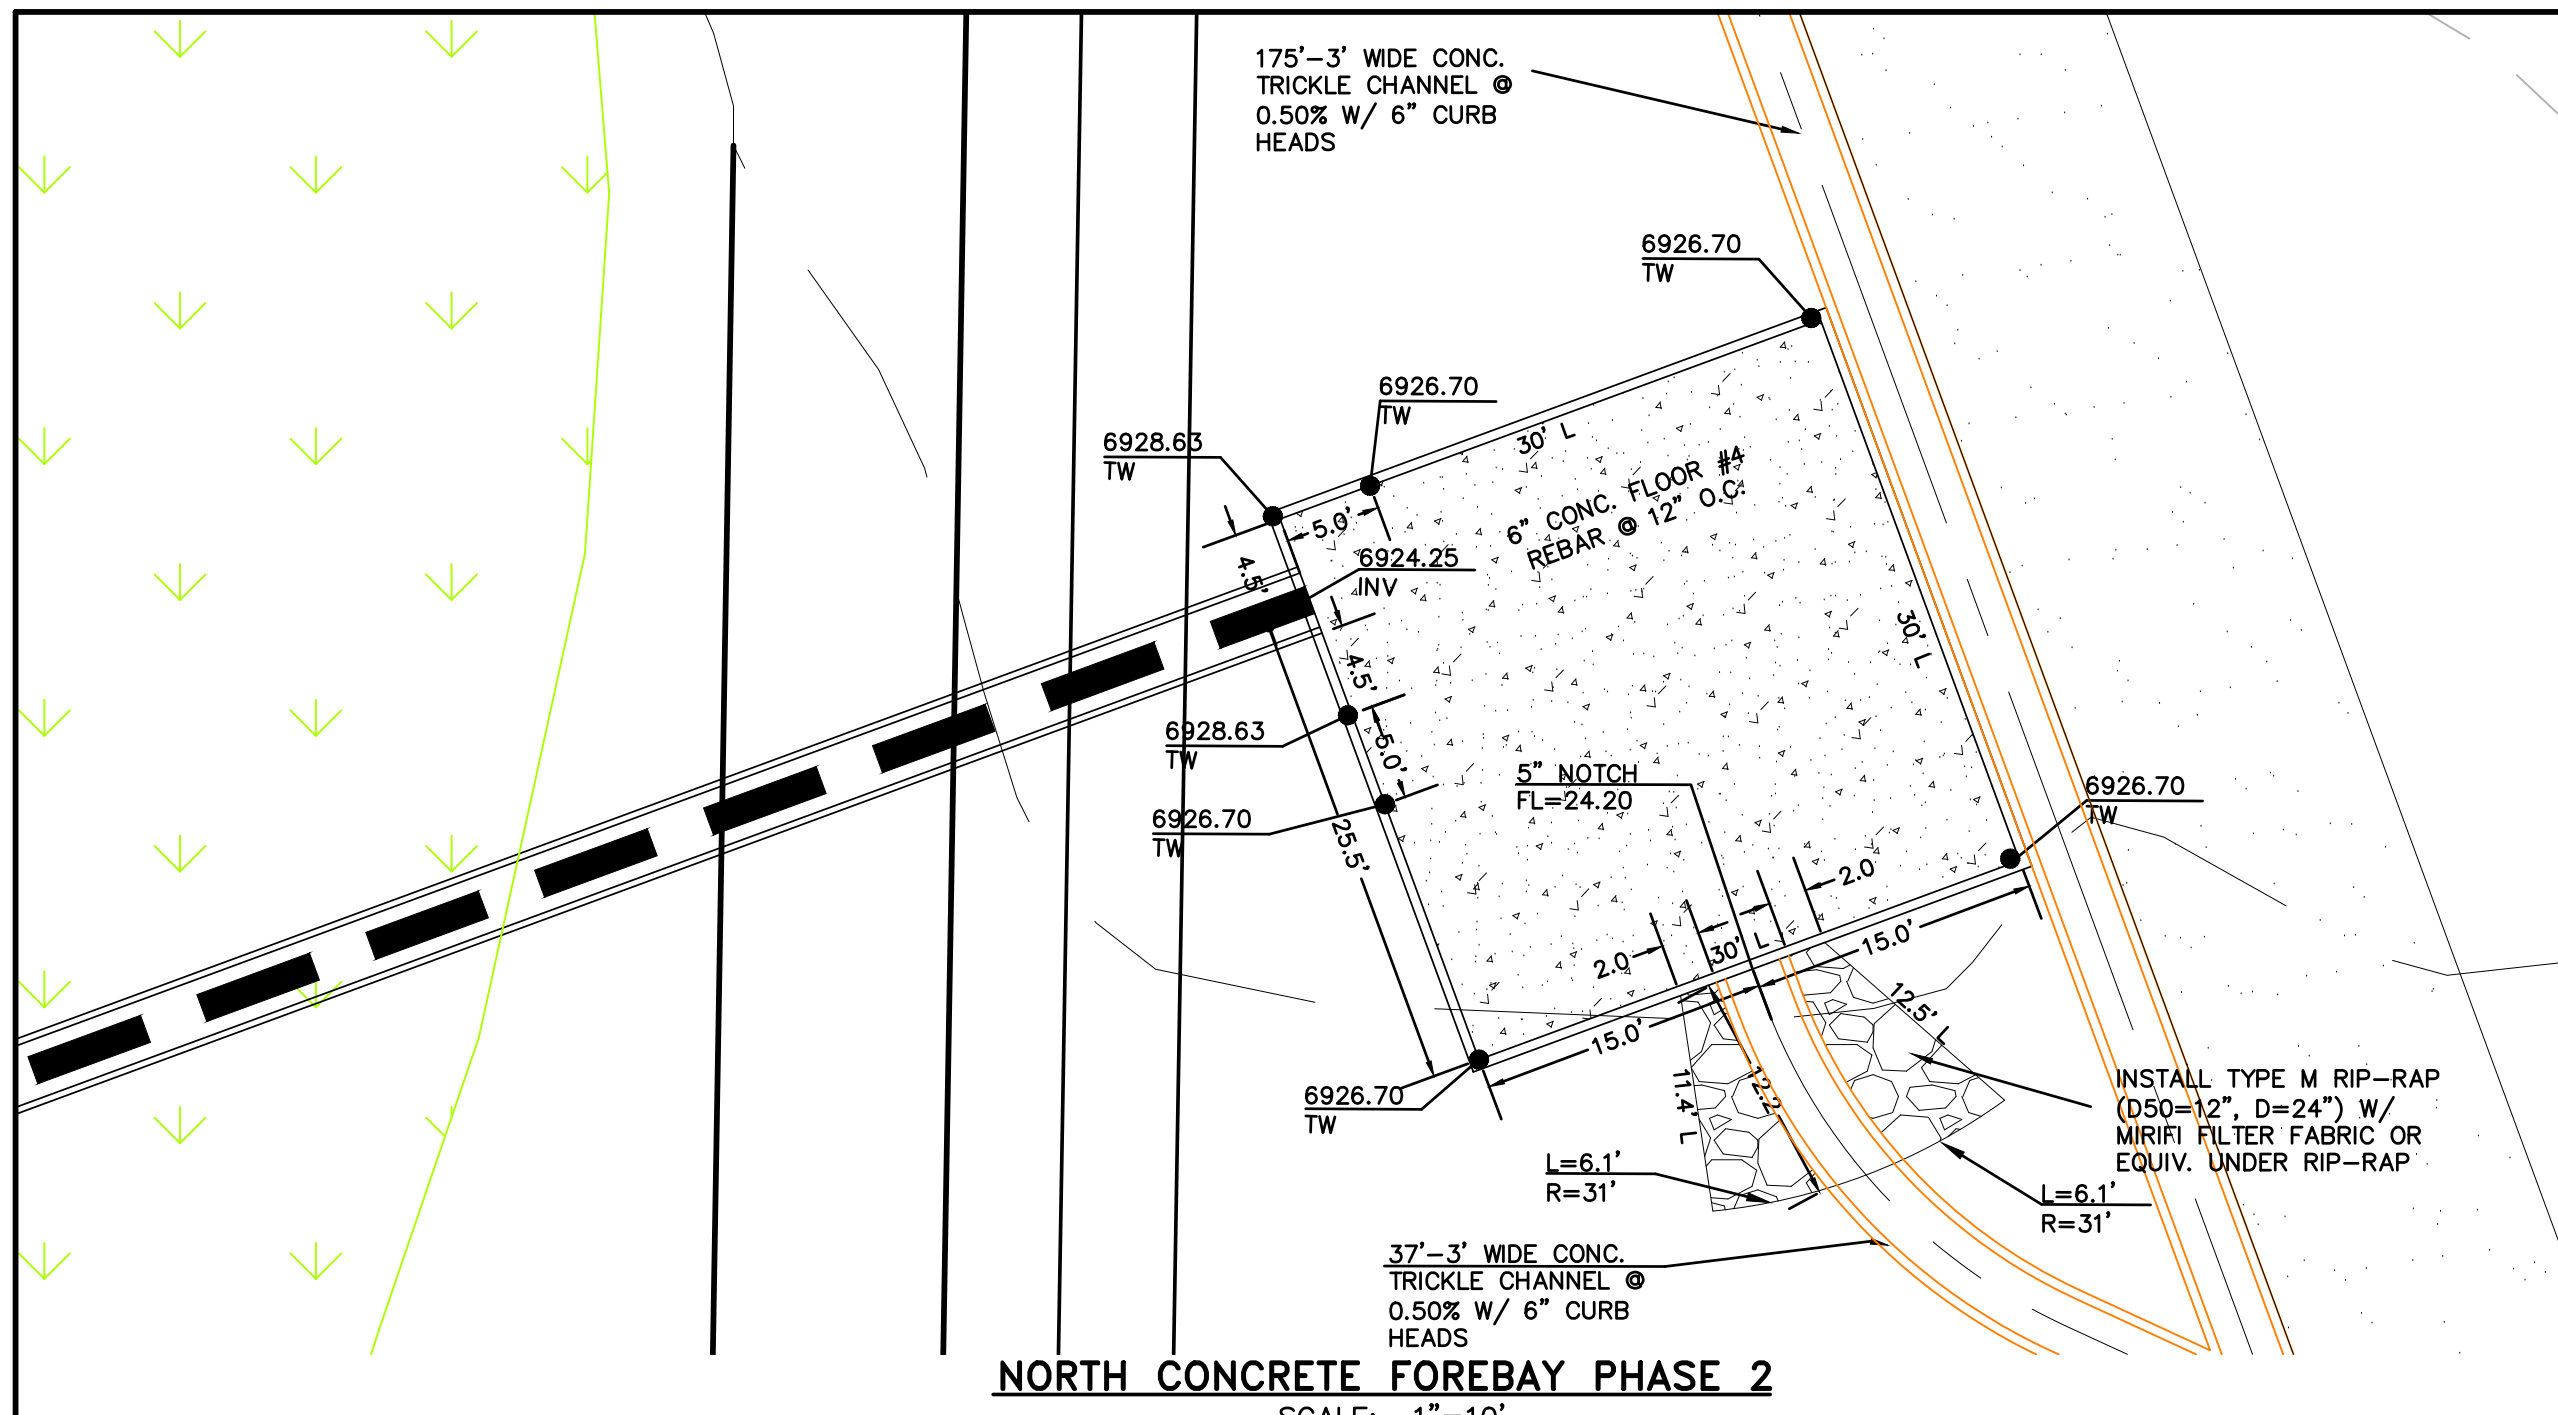 175'-3' WIDE CONC.
TRICKLE CHANNEL @
0.50% W/ 6" CURB
HEADS
6926.70
TW
6926.70
TW
6928.63
TW
30' L
6" CONC. FLOOR #4
REBAR @ 12" O.C.
5.0'
4.5'
6924.25
INV
30' L
4.5'
6928.63
TW
5.0'
5" NOTCH
FL=24.20
6926.70
TW
6926.70
TW
25.5'
2.0
30' L
2.0
15.0'
15.0'
12.5' L
11.4' L
12.2'
6926.70
TW
INSTALL TYPE M RIP-RAP
(D50=12", D=24") W/
MIRIFI FILTER FABRIC OR
EQUIV. UNDER RIP-RAP
L=6.1'
R=31'
L=6.1'
R=31'
37'-3' WIDE CONC.
TRICKLE CHANNEL @
0.50% W/ 6" CURB
HEADS
NORTH CONCRETE FOREBAY PHASE 2
SCALE: 1"=10'